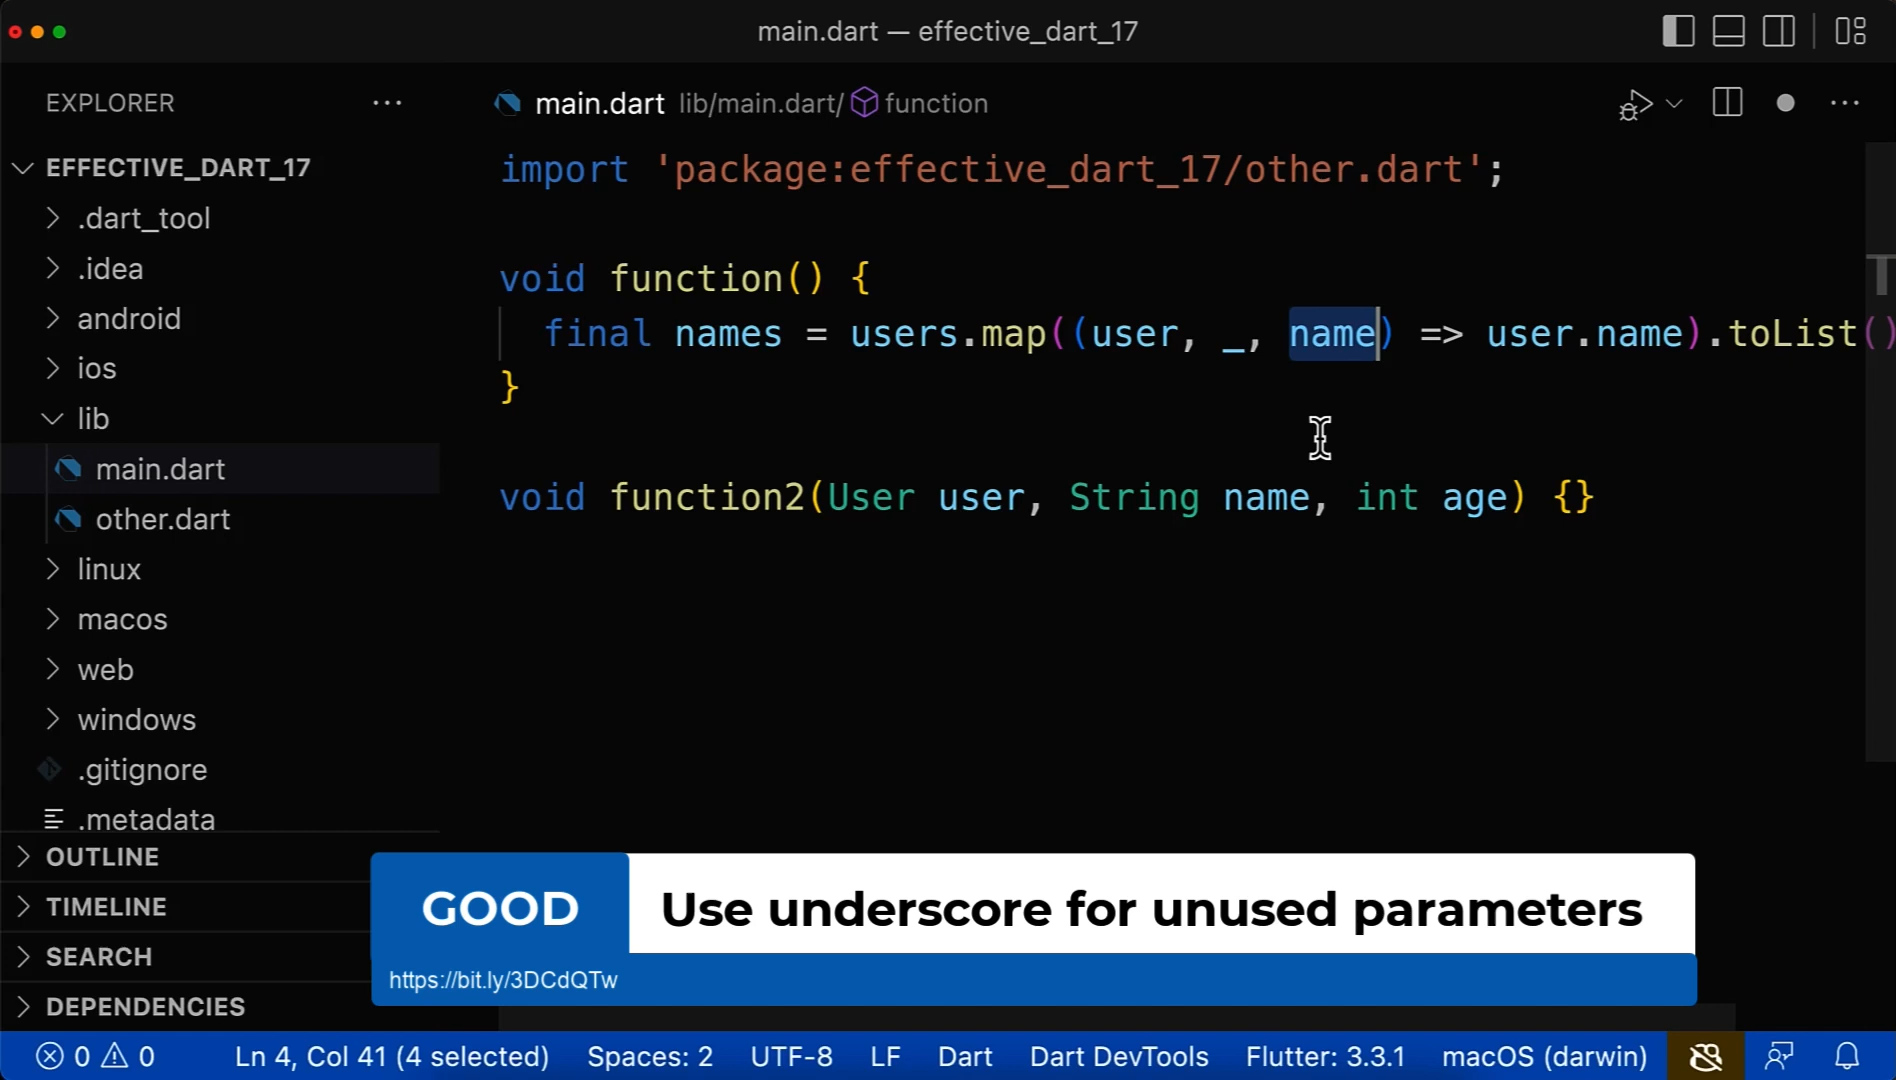 main.dart — effective_dart_17
EXPLORER
main.dart lib/main.dart/ function
EFFECTIVE_DART_17
.dart_tool
.idea
android
ios
lib
main.dart
other.dart
linux
macos
web
windows
.gitignore
.metadata
OUTLINE
TIMELINE
SEARCH
DEPENDENCIES
import 'package:effective_dart_17/other.dart';
void function() {
final names = users.map((user, _, name) => user.name).toList()
}
void function2(User user, String name, int age) {}
GOOD
Use underscore for unused parameters
https://bit.ly/3DCdQTw
0 0 Ln 4, Col 41 (4 selected) Spaces: 2 UTF-8 LF Dart Dart DevTools Flutter: 3.3.1 macOS (darwin)